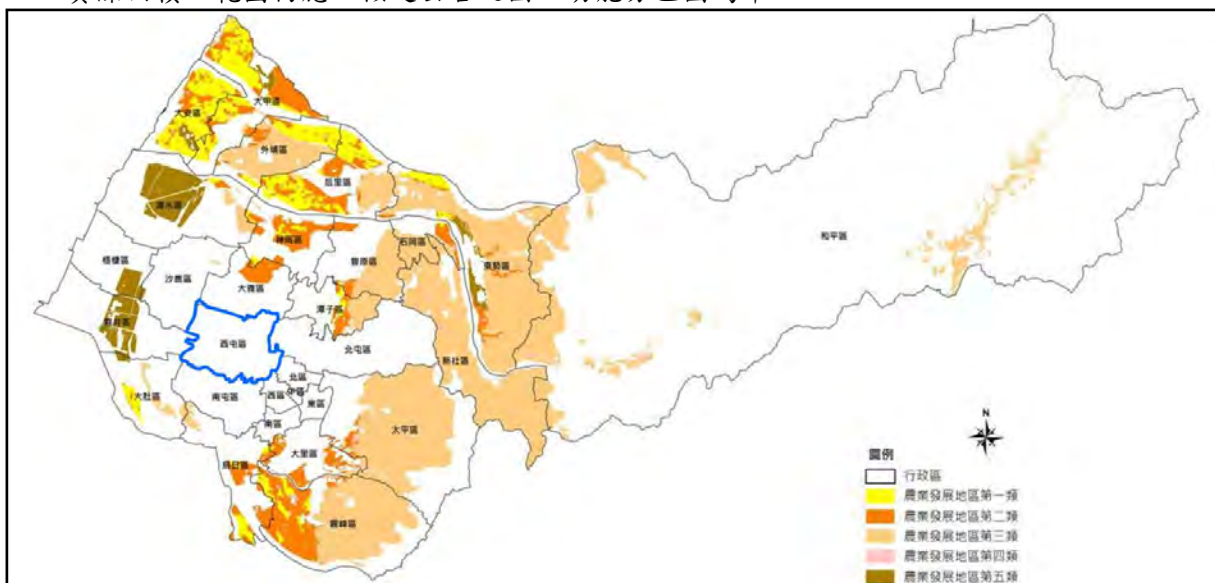 大甲區
大安區
外埔區
后里區
清水區
和平區
神岡區
石岡區
東勢區
豐原區
梧棲區
沙鹿區
大雅區
潭子區
龍井區
西屯區
北屯區
新社區
大肚區
南屯區
北區
西區
中區
東區
南區
太平區
大里區
烏日區
霧峰區
N
圖例
行政區
農業發展地區第一類
農業發展地區第二類
農業發展地區第三類
農業發展地區第四類
農業發展地區第五類